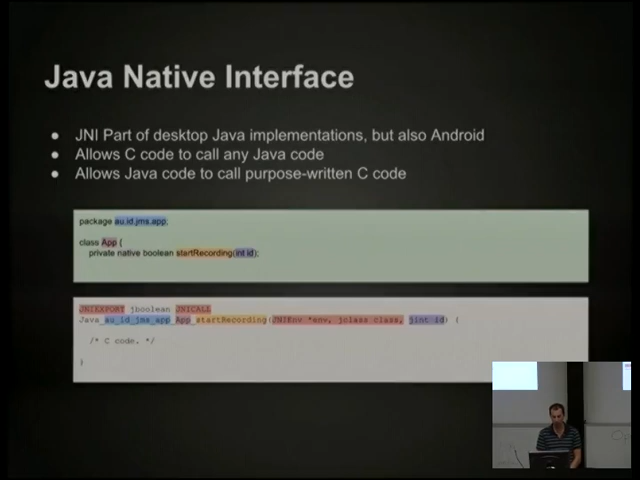 Java Native Interface
● JNI Part of desktop Java implementations, but also Android
● Allows C code to call any Java code
● Allows Java code to call purpose-written C code
package au.id.jms.app;
class App {
private native boolean startRecording(int id);
JNIEXPORT jboolean JNICALL
Java_au_id_jms_app_App_startRecording(JNIEnv *env, jclass class, jint id) {
/* C code. */
}